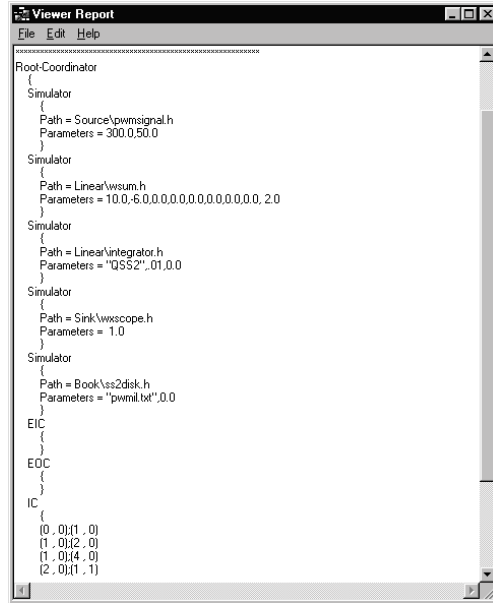 Viewer Report
File Edit Help
xxxxxxxxxxxxxxxxxxxxxxxxxxxxxxxxxxxxxxxxxxxxxxxxxxxxxxxxxxxx
Root-Coordinator
{
Simulator
{
Path = Source\pwmsignal.h
Parameters = 300.0,50.0
}
Simulator
{
Path = Linear\wsum.h
Parameters = 10.0,-6.0,0.0,0.0,0.0,0.0,0.0,0.0, 2.0
}
Simulator
{
Path = Linear\integrator.h
Parameters = "QSS2",.01,0.0
}
Simulator
{
Path = Sink\wxscope.h
Parameters = 1.0
}
Simulator
{
Path = Book\ss2disk.h
Parameters = "pwmil.txt",0.0
}
EIC
{
}
EOC
{
}
IC
{
(0 , 0);(1 , 0)
(1 , 0);(2 , 0)
(1 , 0);(4 , 0)
(2 , 0);(1 , 1)